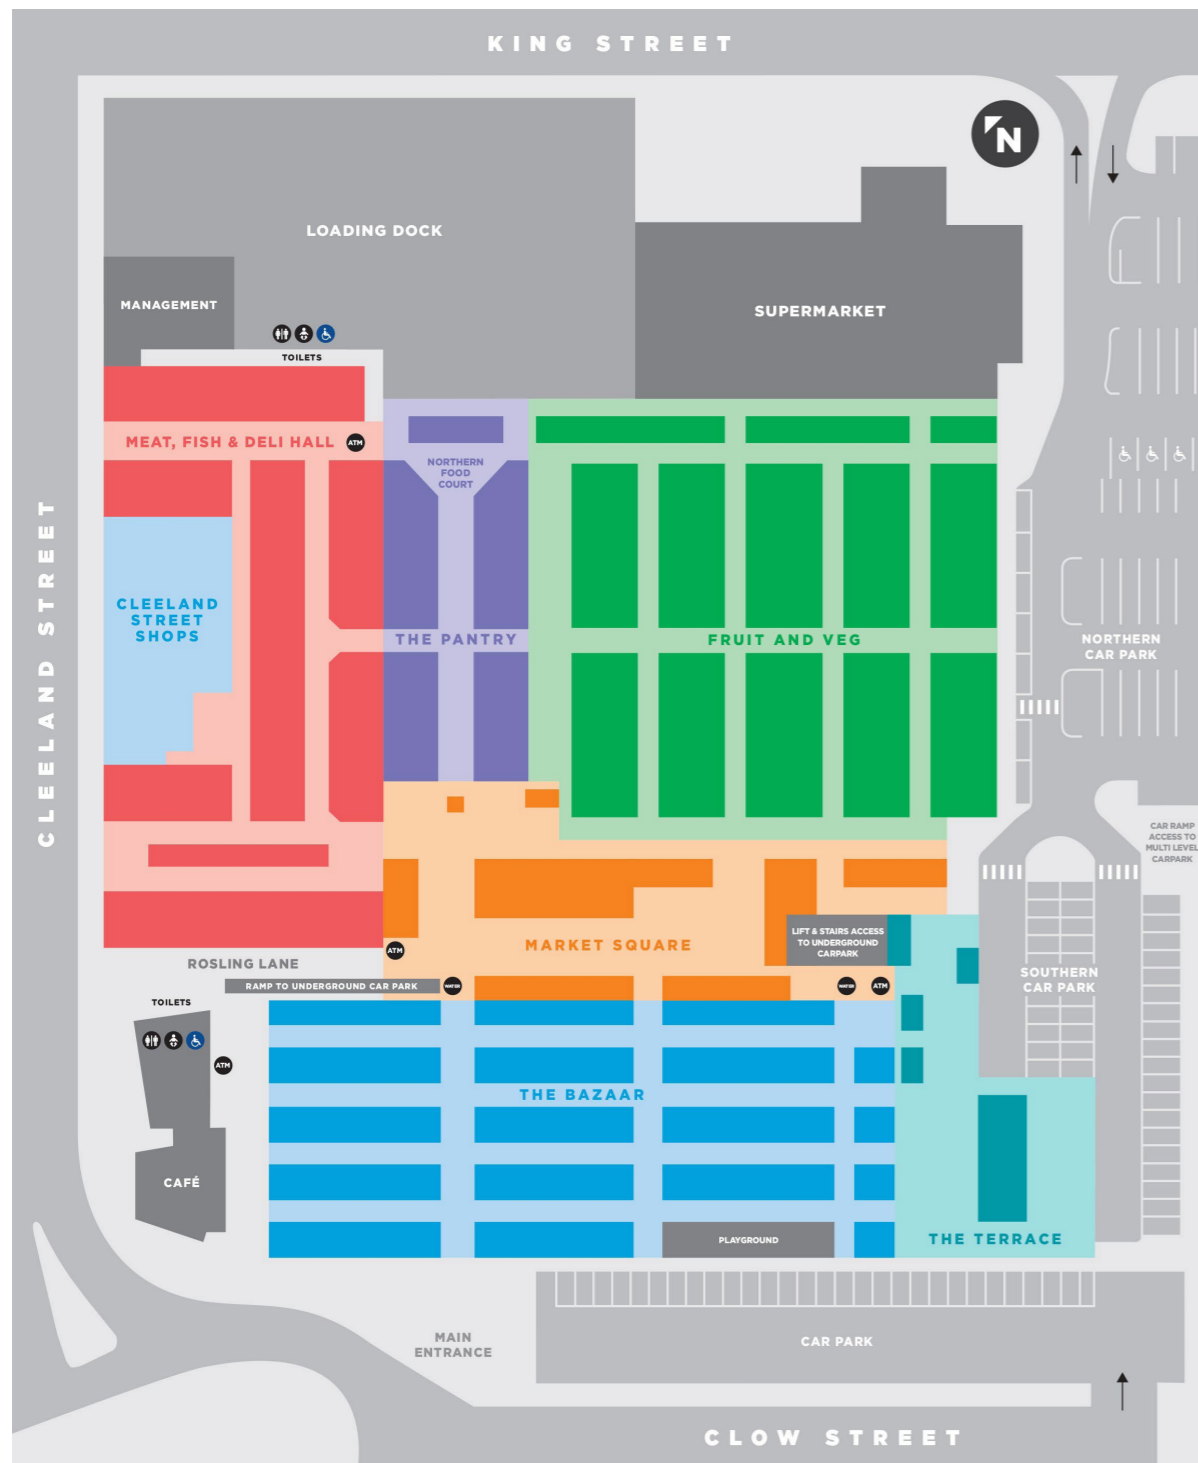 KING STREET
N
LOADING DOCK
MANAGEMENT
SUPERMARKET
TOILETS
MEAT, FISH & DELI HALL
ATM
NORTHERN
FOOD
COURT
CLEELAND STREET
CLEELAND
STREET
SHOPS
THE PANTRY
FRUIT AND VEG
NORTHERN
CAR PARK
CAR RAMP
ACCESS TO
MULTI LEVEL
CARPARK
LIFT & STAIRS ACCESS
TO UNDERGROUND
CARPARK
MARKET SQUARE
ATM
ROSLING LANE
SOUTHERN
CAR PARK
RAMP TO UNDERGROUND CAR PARK
WATER
WATER
ATM
TOILETS
ATM
THE BAZAAR
CAFÉ
PLAYGROUND
THE TERRACE
MAIN
ENTRANCE
CAR PARK
CLOW STREET